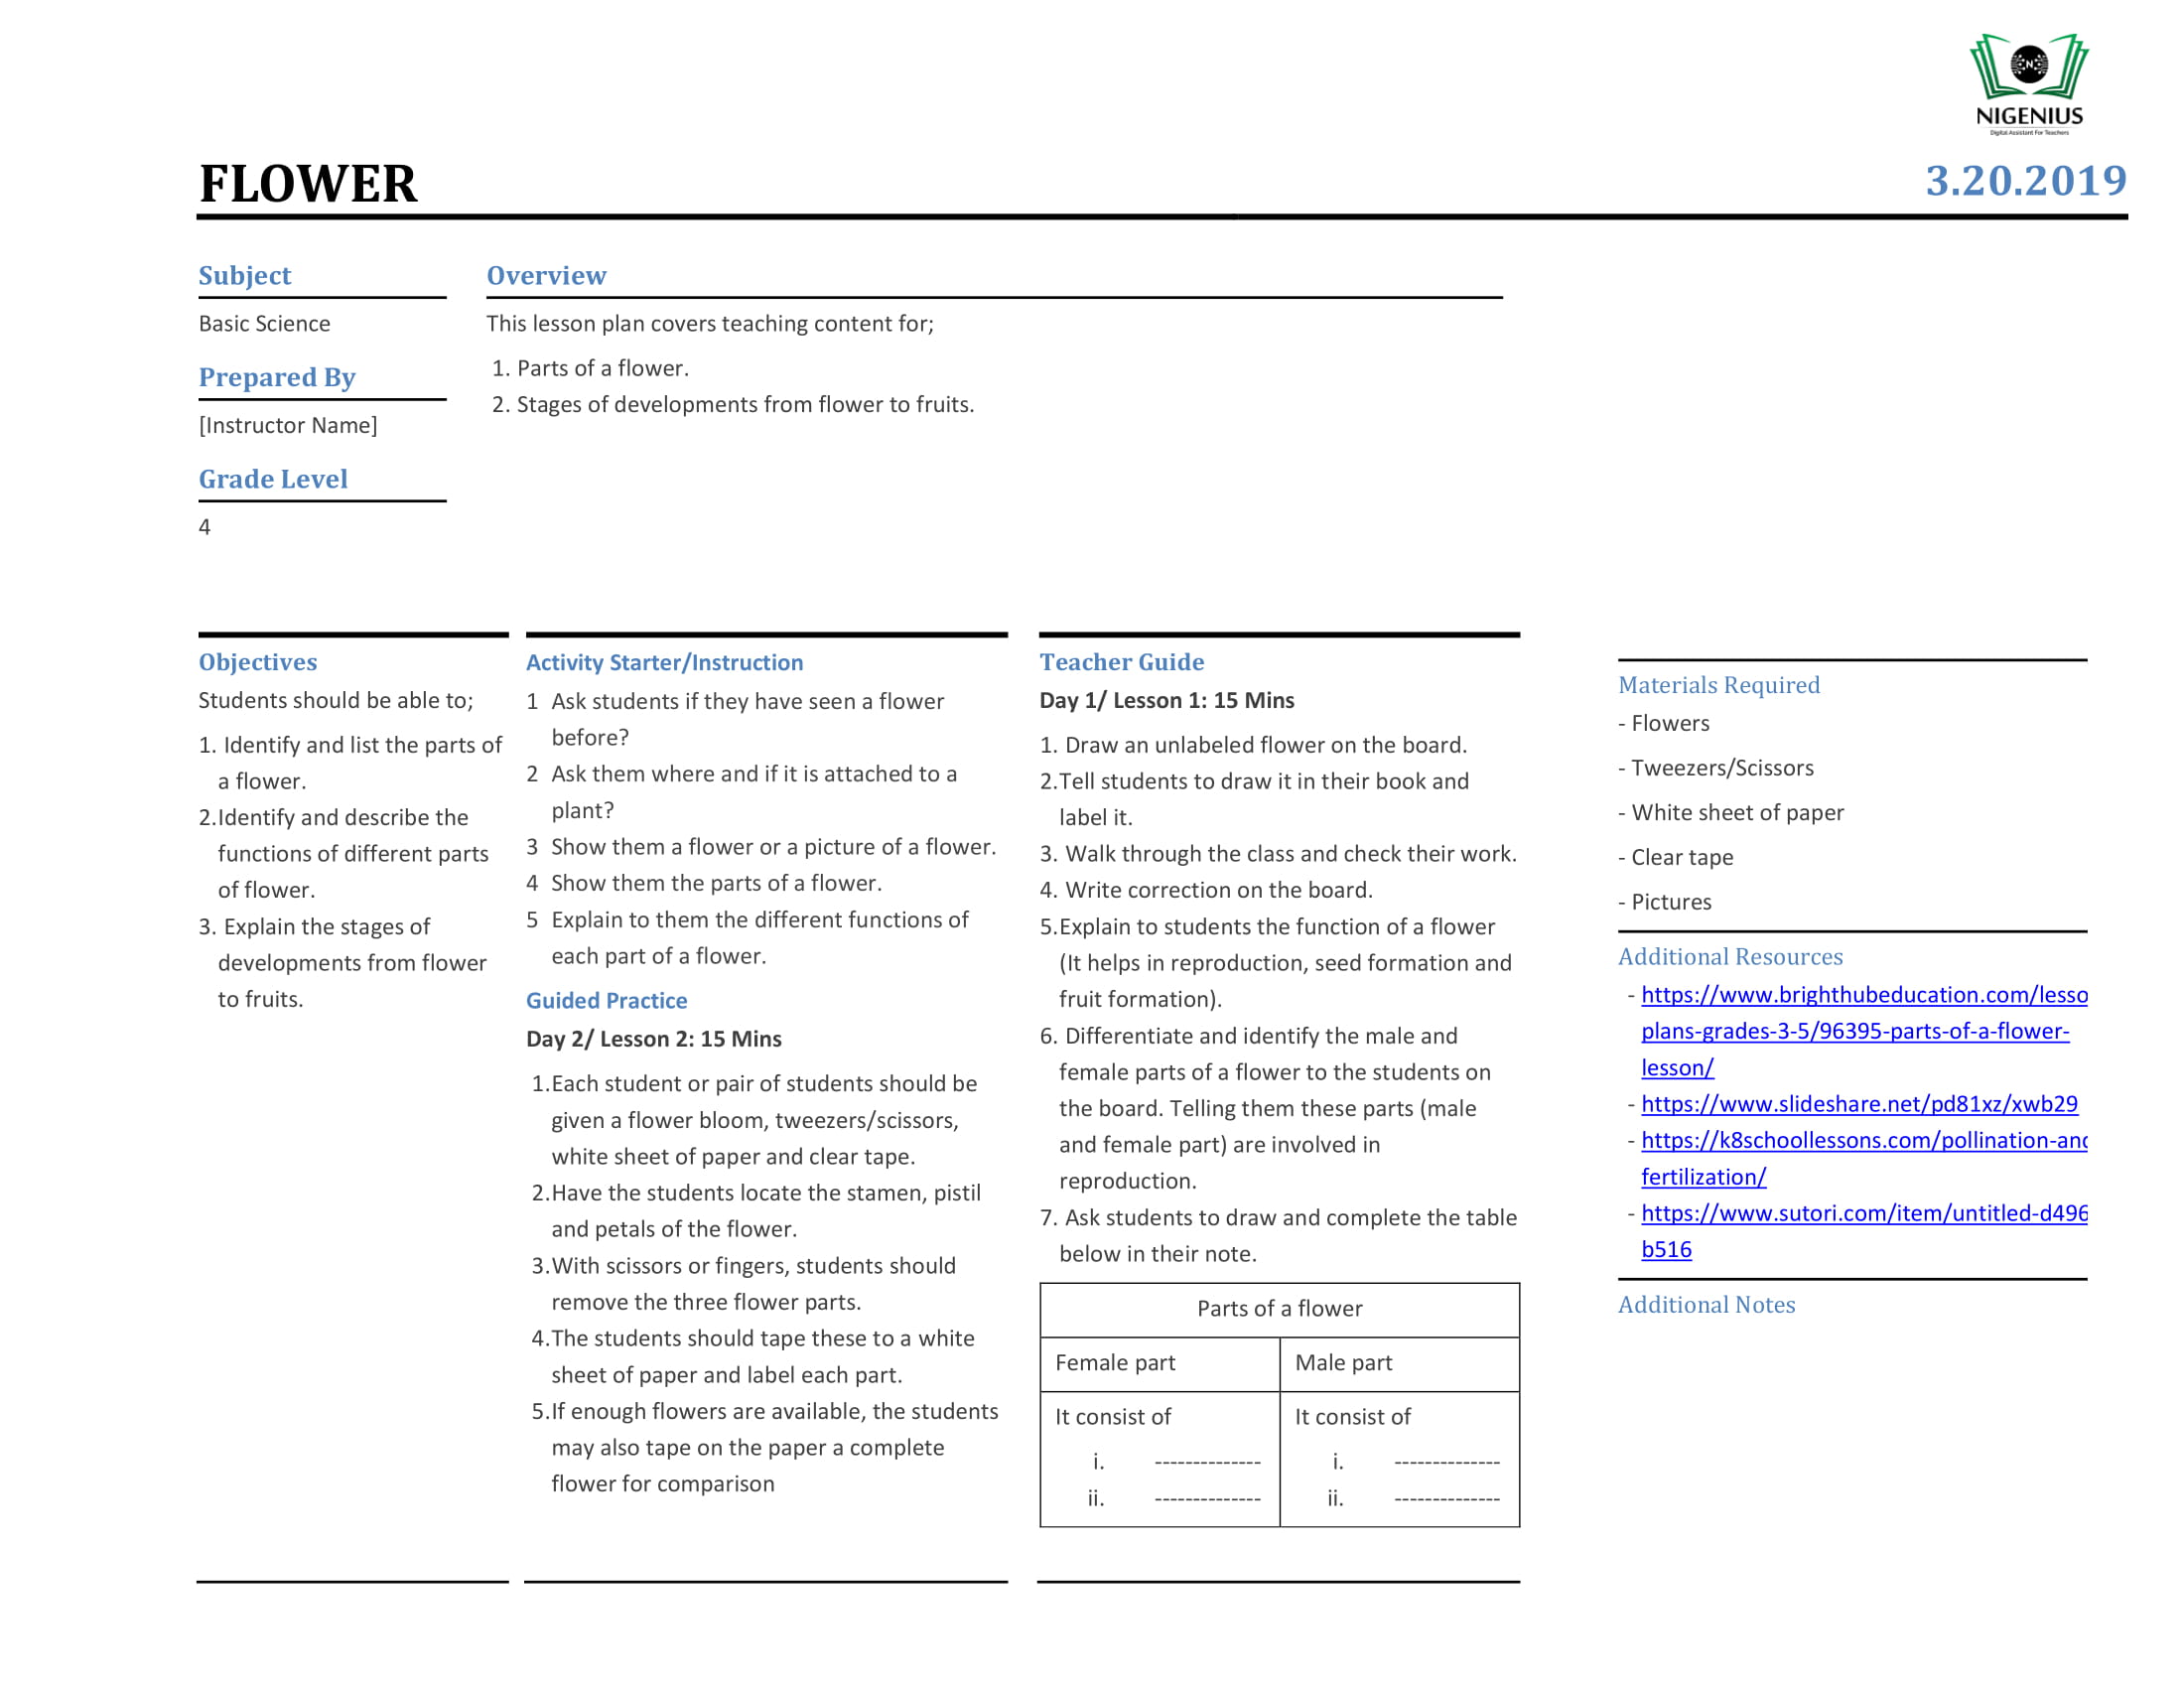 NIGENIUS
Digital Assistant For Teachers
FLOWER
3.20.2019
Subject
Basic Science
Prepared By
[Instructor Name]
Grade Level
4
Overview
This lesson plan covers teaching content for;
1. Parts of a flower.
2. Stages of developments from flower to fruits.
Objectives
Students should be able to;
1. Identify and list the parts of
a flower.
2.Identify and describe the
functions of different parts
of flower.
3. Explain the stages of
developments from flower
to fruits.
Activity Starter/Instruction
1 Ask students if they have seen a flower
before?
2 Ask them where and if it is attached to a
plant?
3 Show them a flower or a picture of a flower.
4 Show them the parts of a flower.
5 Explain to them the different functions of
each part of a flower.
Guided Practice
Day 2/ Lesson 2: 15 Mins
1.Each student or pair of students should be
given a flower bloom, tweezers/scissors,
white sheet of paper and clear tape.
2.Have the students locate the stamen, pistil
and petals of the flower.
3.With scissors or fingers, students should
remove the three flower parts.
4.The students should tape these to a white
sheet of paper and label each part.
5.If enough flowers are available, the students
may also tape on the paper a complete
flower for comparison
Teacher Guide
Day 1/ Lesson 1: 15 Mins
1. Draw an unlabeled flower on the board.
2.Tell students to draw it in their book and
label it.
3. Walk through the class and check their work.
4. Write correction on the board.
5.Explain to students the function of a flower
(It helps in reproduction, seed formation and
fruit formation).
6. Differentiate and identify the male and
female parts of a flower to the students on
the board. Telling them these parts (male
and female part) are involved in
reproduction.
7. Ask students to draw and complete the table
below in their note.
Parts of a flower
Female part
Male part
It consist of
i. --------------
ii. --------------
It consist of
i. --------------
ii. --------------
Materials Required
- Flowers
- Tweezers/Scissors
- White sheet of paper
- Clear tape
- Pictures
Additional Resources
- https://www.brighthubeducation.com/lesso
plans-grades-3-5/96395-parts-of-a-flower-
lesson/
- https://www.slideshare.net/pd81xz/xwb29
- https://k8schoollessons.com/pollination-and
fertilization/
- https://www.sutori.com/item/untitled-d496
b516
Additional Notes